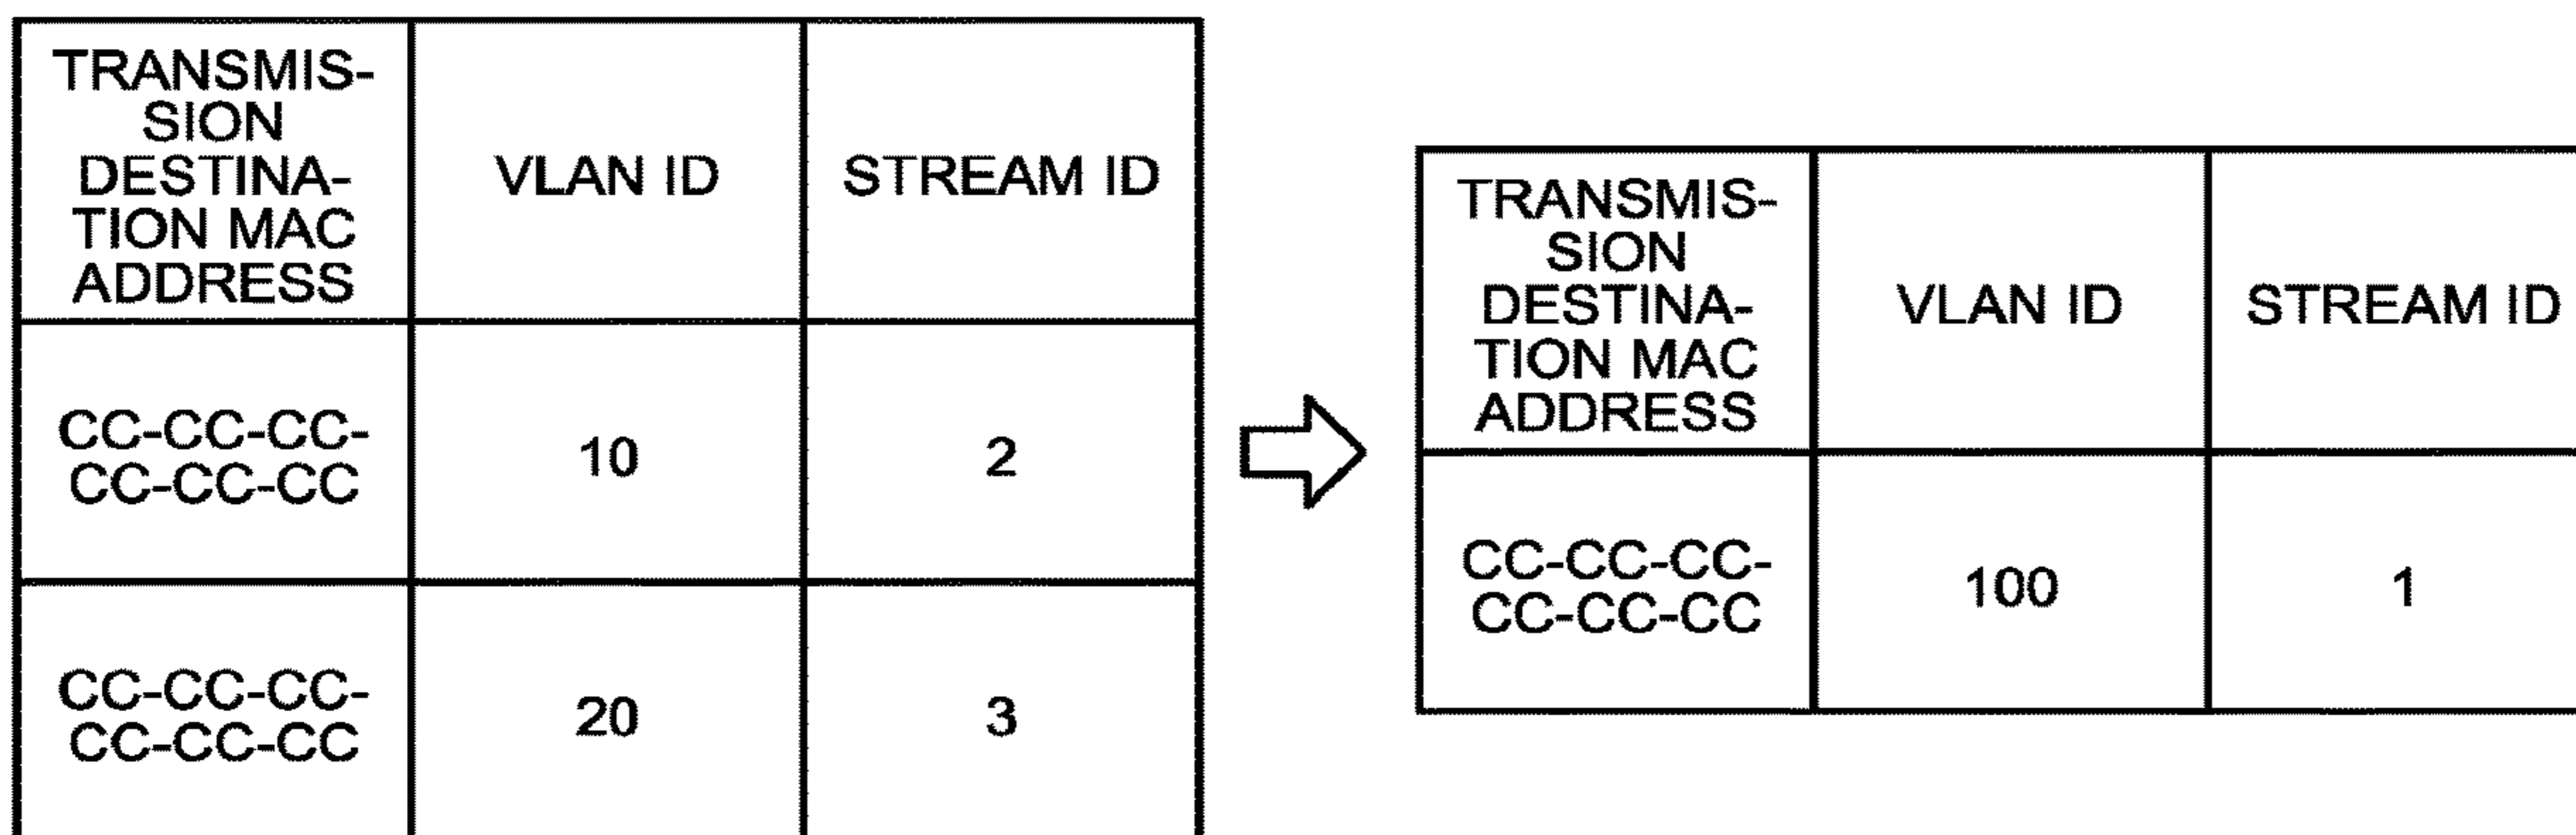 TRANSMIS-
SION
DESTINA-
TION MAC
ADDRESS
VLAN ID
STREAM ID
CC-CC-CC-
CC-CC-CC
10
2
CC-CC-CC-
CC-CC-CC
20
3
TRANSMIS-
SION
DESTINA-
TION MAC
ADDRESS
VLAN ID
STREAM ID
CC-CC-CC-
CC-CC-CC
100
1